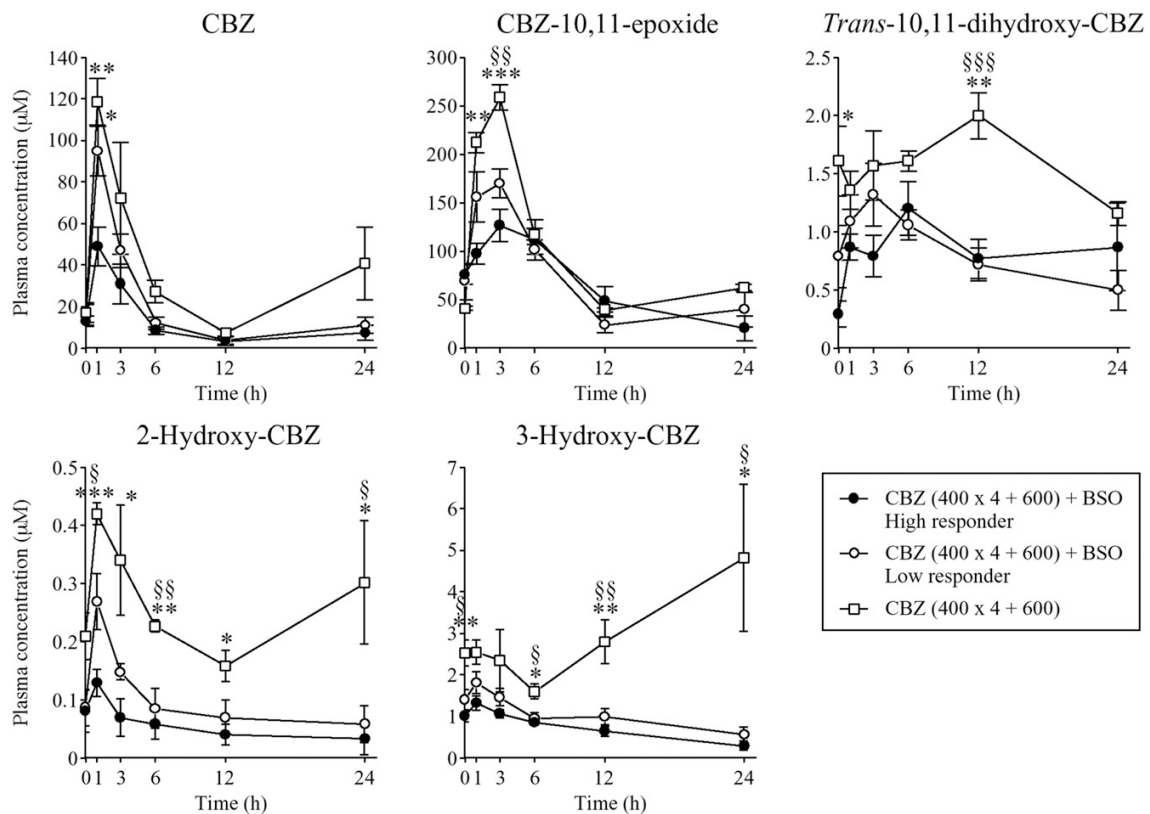 CBZ
CBZ-10,11-epoxide
Trans-10,11-dihydroxy-CBZ
Plasma concentration (µM)
140
120
100
80
60
40
20
0
**
*
0 1 3 6 12 24
Time (h)
300
250
200
150
100
50
0
§§
***
**
0 1 3 6 12 24
Time (h)
2.5
2.0
1.5
1.0
0.5
0
*
§§§
**
0 1 3 6 12 24
Time (h)
2-Hydroxy-CBZ
3-Hydroxy-CBZ
Plasma concentration (µM)
0.5
0.4
0.3
0.2
0.1
0
§
* *** *
§§
**
*
§
*
0 1 3 6 12 24
Time (h)
7
6
5
4
3
2
1
0
§
** *
§
*
§§
**
§
*
0 1 3 6 12 24
Time (h)
CBZ (400 x 4 + 600) + BSO
High responder
CBZ (400 x 4 + 600) + BSO
Low responder
CBZ (400 x 4 + 600)